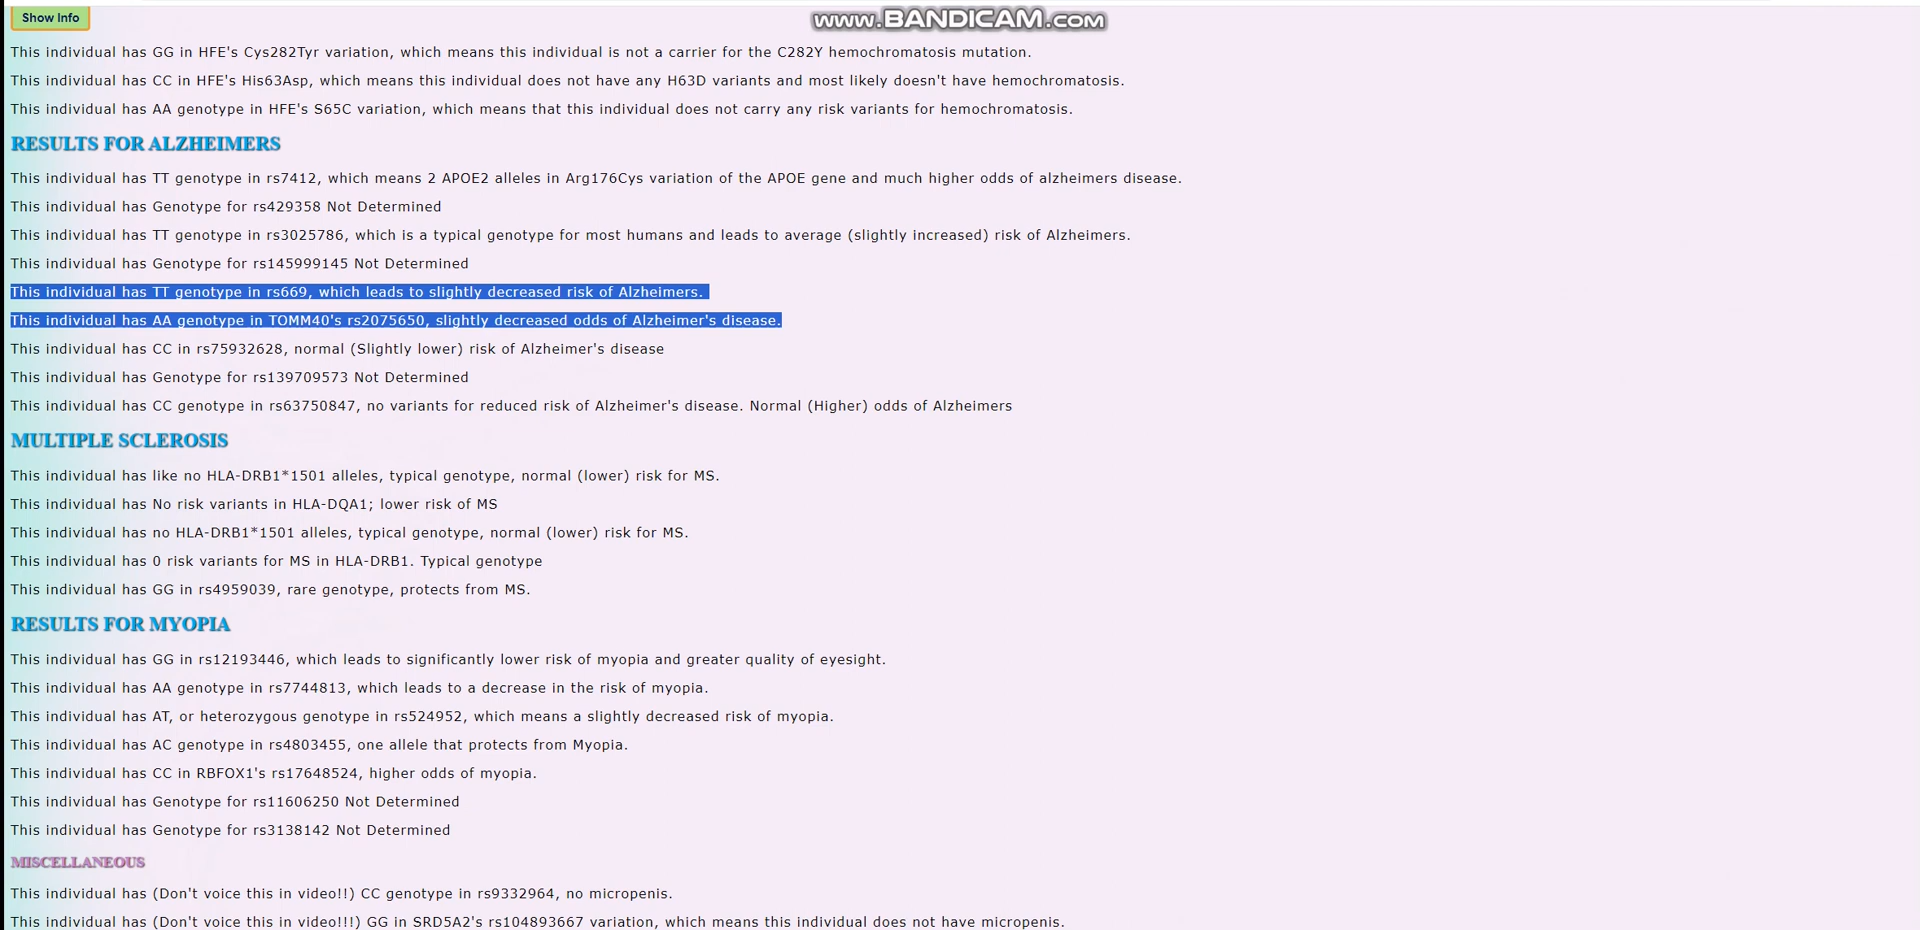 Show Info
www.BANDICAM.com
This individual has GG in HFE's Cys282Tyr variation, which means this individual is not a carrier for the C282Y hemochromatosis mutation.
This individual has CC in HFE's His63Asp, which means this individual does not have any H63D variants and most likely doesn't have hemochromatosis.
This individual has AA genotype in HFE's S65C variation, which means that this individual does not carry any risk variants for hemochromatosis.
RESULTS FOR ALZHEIMERS
This individual has TT genotype in rs7412, which means 2 APOE2 alleles in Arg176Cys variation of the APOE gene and much higher odds of alzheimers disease.
This individual has Genotype for rs429358 Not Determined
This individual has TT genotype in rs3025786, which is a typical genotype for most humans and leads to average (slightly increased) risk of Alzheimers.
This individual has Genotype for rs145999145 Not Determined
This individual has TT genotype in rs669, which leads to slightly decreased risk of Alzheimers.
This individual has AA genotype in TOMM40's rs2075650, slightly decreased odds of Alzheimer's disease.
This individual has CC in rs75932628, normal (Slightly lower) risk of Alzheimer's disease
This individual has Genotype for rs139709573 Not Determined
This individual has CC genotype in rs63750847, no variants for reduced risk of Alzheimer's disease. Normal (Higher) odds of Alzheimers
MULTIPLE SCLEROSIS
This individual has like no HLA-DRB1*1501 alleles, typical genotype, normal (lower) risk for MS.
This individual has No risk variants in HLA-DQA1; lower risk of MS
This individual has no HLA-DRB1*1501 alleles, typical genotype, normal (lower) risk for MS.
This individual has 0 risk variants for MS in HLA-DRB1. Typical genotype
This individual has GG in rs4959039, rare genotype, protects from MS.
RESULTS FOR MYOPIA
This individual has GG in rs12193446, which leads to significantly lower risk of myopia and greater quality of eyesight.
This individual has AA genotype in rs7744813, which leads to a decrease in the risk of myopia.
This individual has AT, or heterozygous genotype in rs524952, which means a slightly decreased risk of myopia.
This individual has AC genotype in rs4803455, one allele that protects from Myopia.
This individual has CC in RBFOX1's rs17648524, higher odds of myopia.
This individual has Genotype for rs11606250 Not Determined
This individual has Genotype for rs3138142 Not Determined
MISCELLANEOUS
This individual has (Don't voice this in video!!) CC genotype in rs9332964, no micropenis.
This individual has (Don't voice this in video!!!) GG in SRD5A2's rs104893667 variation, which means this individual does not have micropenis.